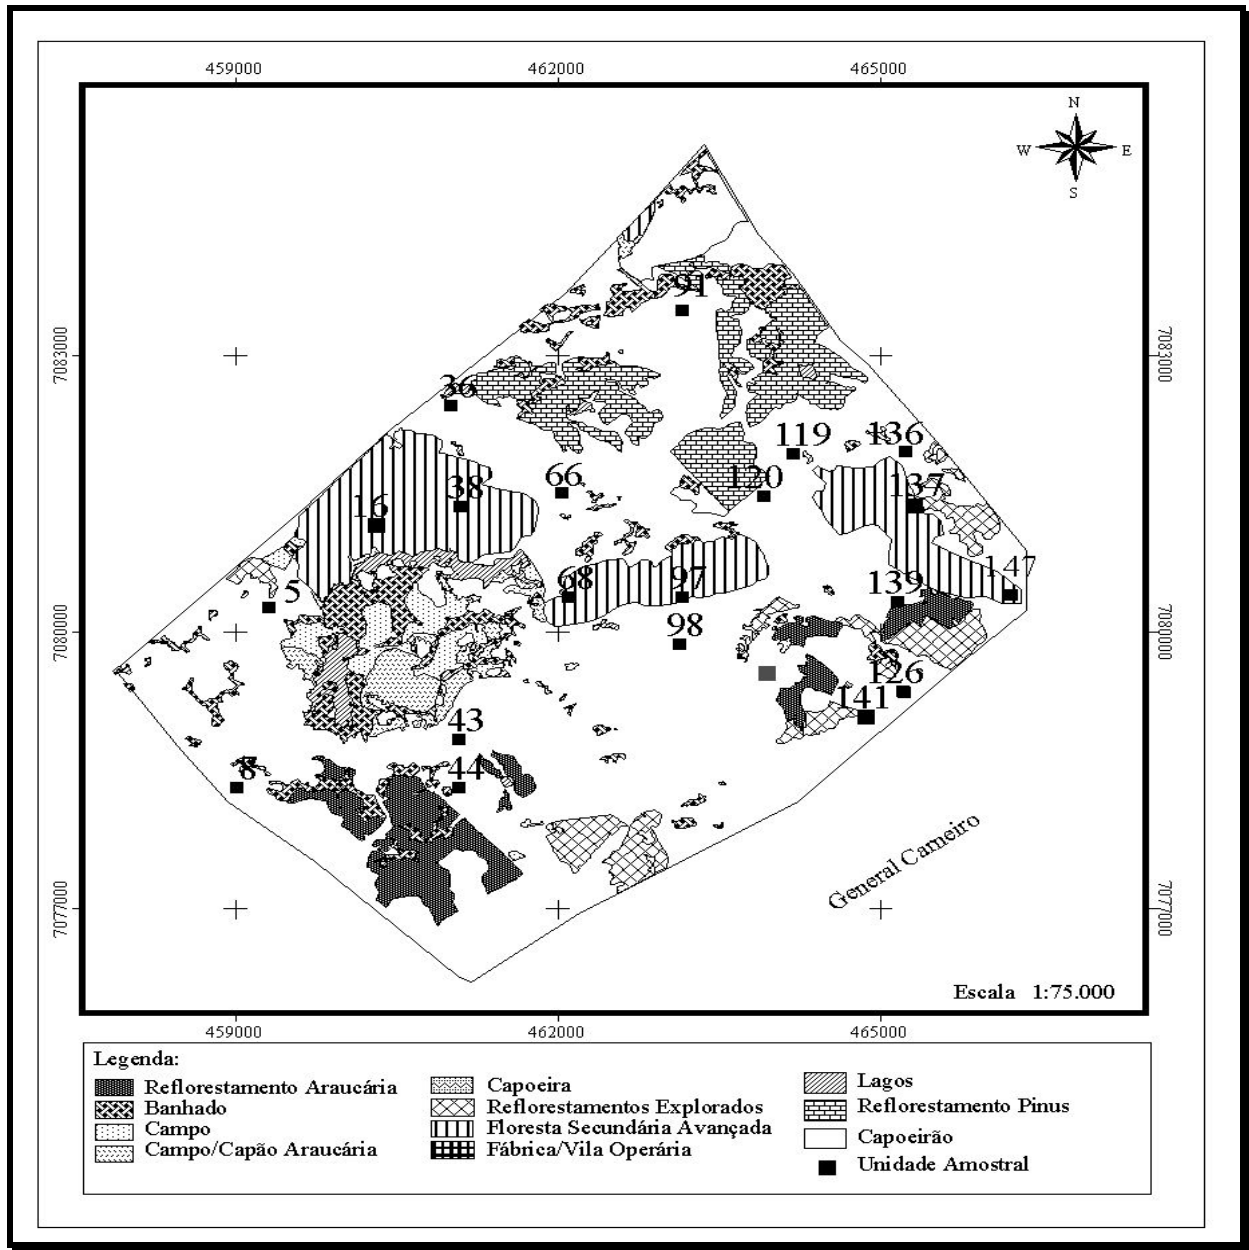 459000 462000 465000
N
W E
S
91
7083000 7083000
36
119 136
66 120
38 137
16
147
68 97 139
5
98
7080000 7080000
126
141
43
44
General Carneiro
7077000 7077000
Escala 1:75.000
459000 462000 465000
Legenda:
Reflorestamento Araucária
Banhado
Campo
Campo/Capão Araucária
Capoeira
Reflorestamentos Explorados
Floresta Secundária Avançada
Fábrica/Vila Operária
Lagos
Reflorestamento Pinus
Capoeirão
Unidade Amostral